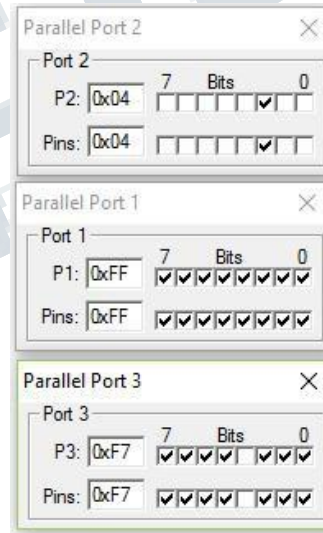 Parallel Port 2
Port 2
7 Bits 0
P2: 0x04
Pins: 0x04
Parallel Port 1
Port 1
7 Bits 0
P1: 0xFF
Pins: 0xFF
Parallel Port 3
Port 3
7 Bits 0
P3: 0xF7
Pins: 0xF7